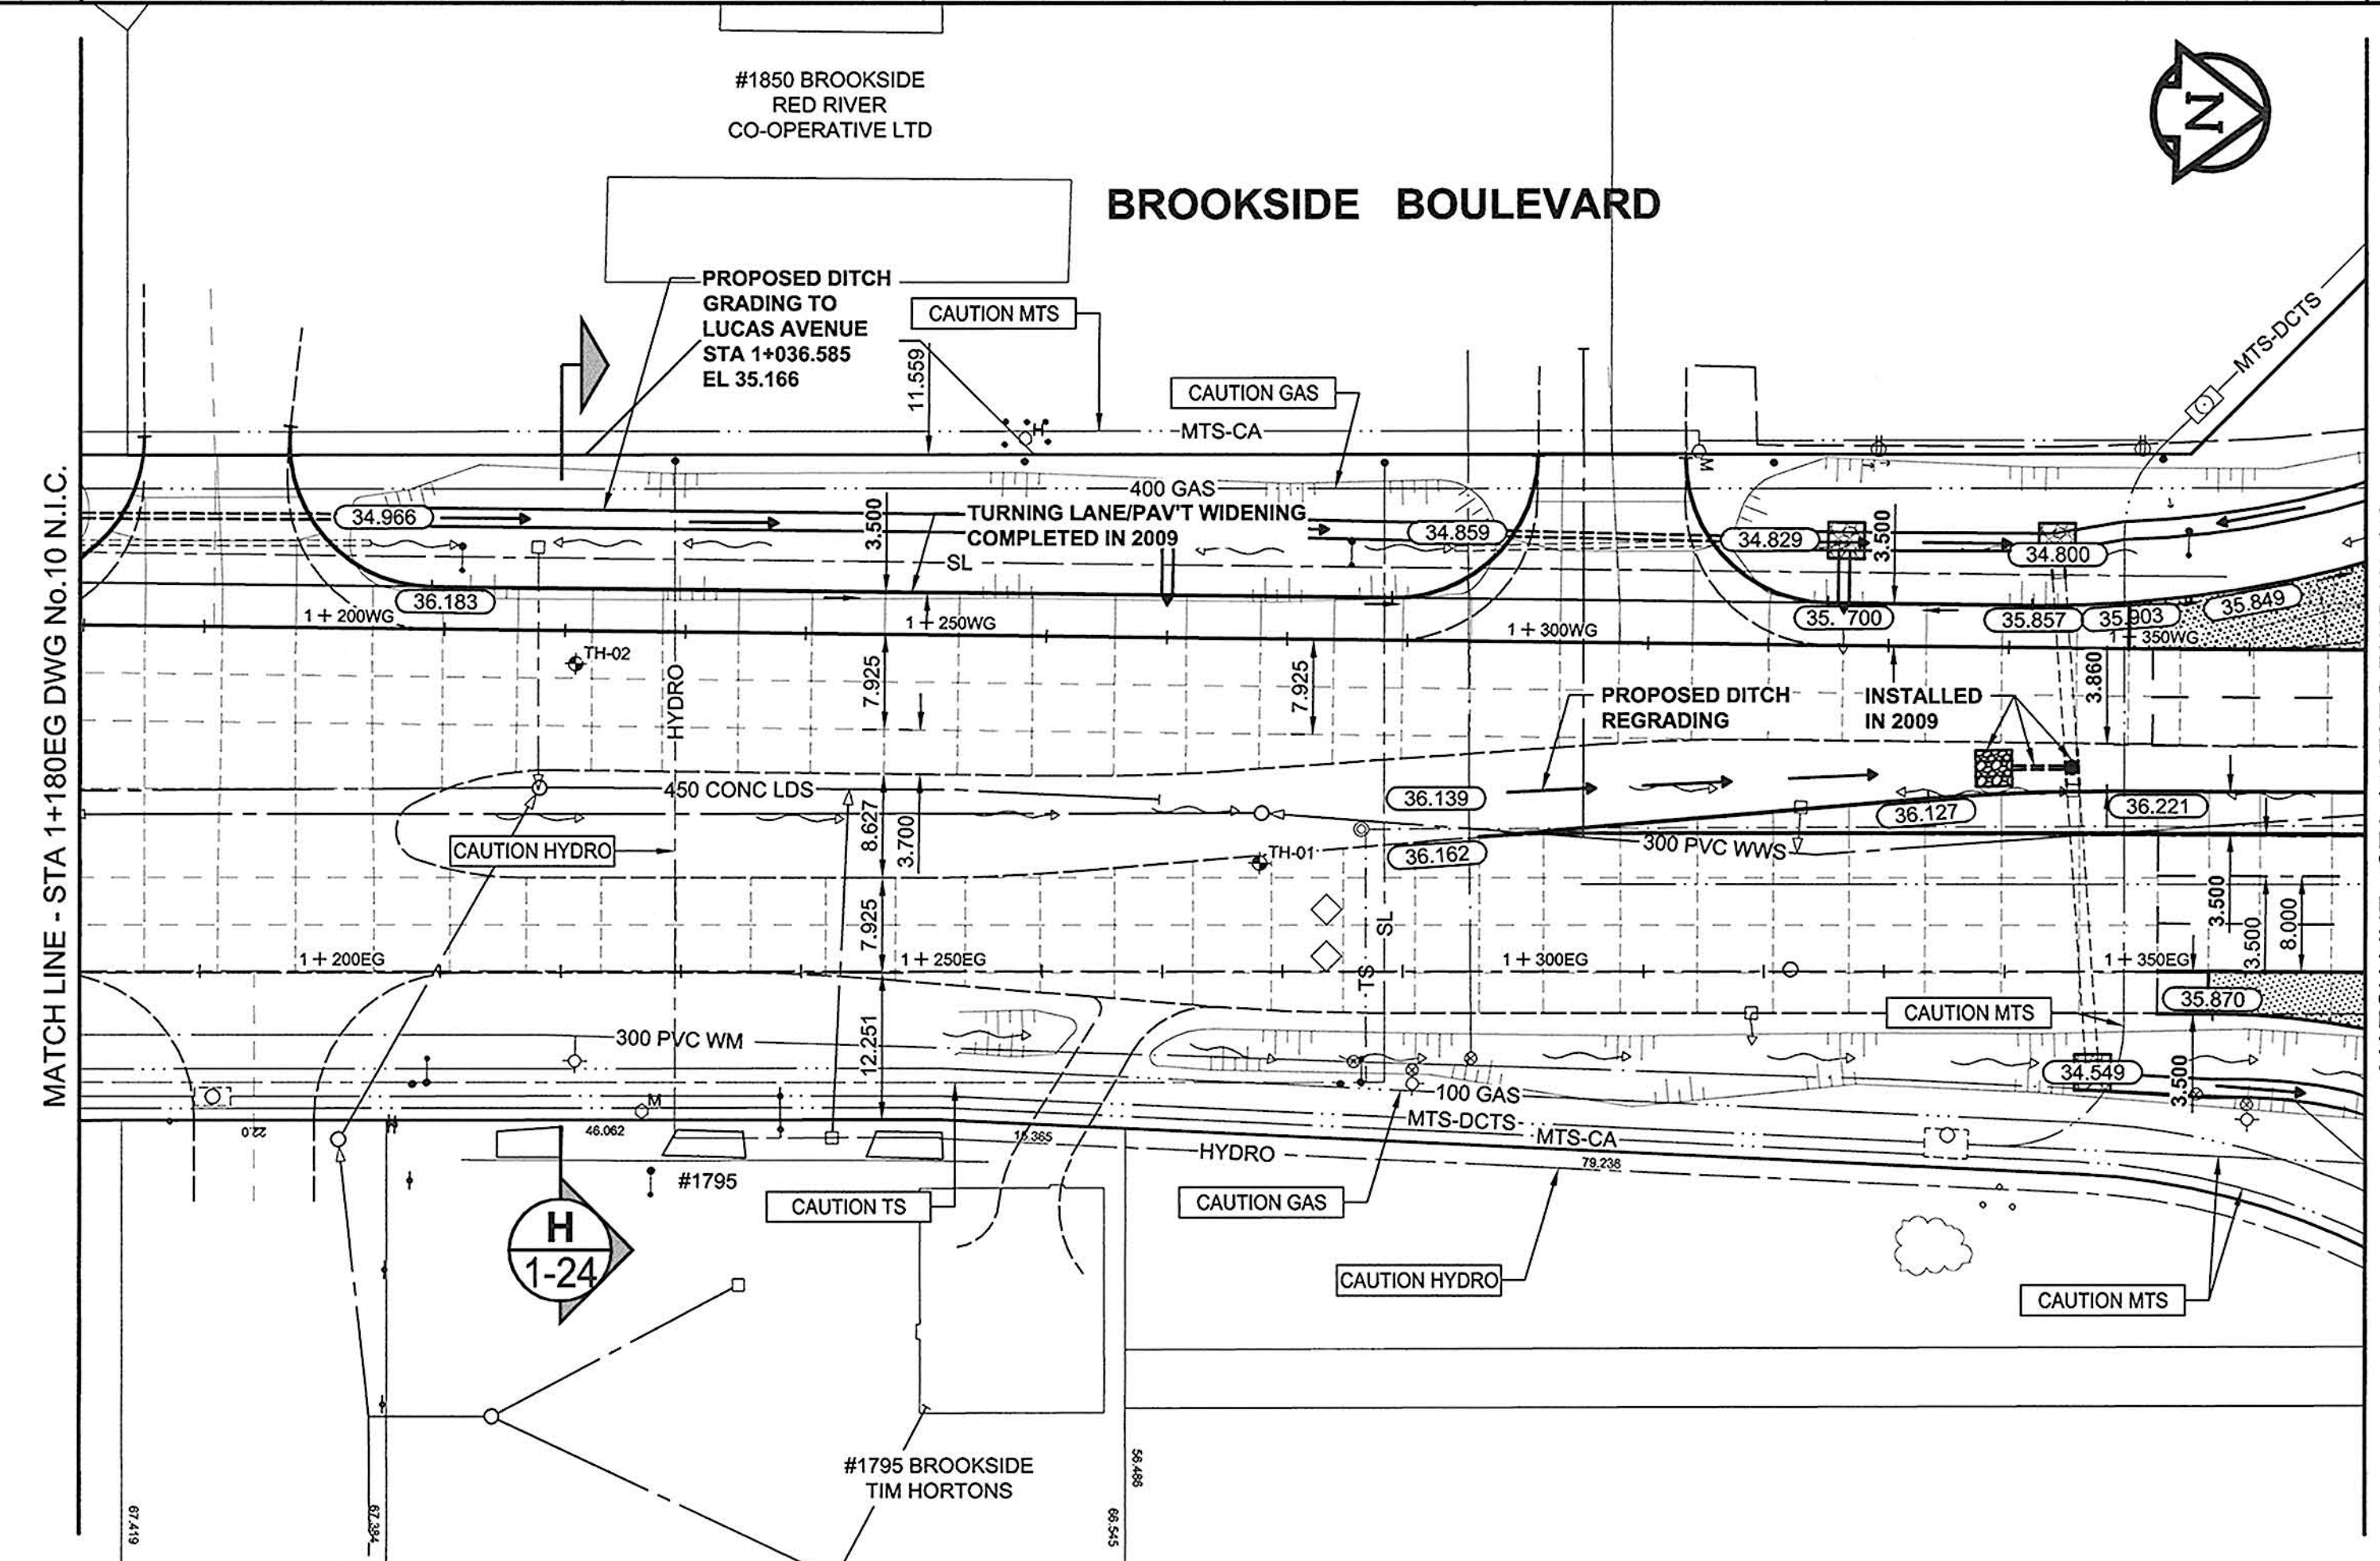 #1850 BROOKSIDE
RED RIVER
CO-OPERATIVE LTD
N
BROOKSIDE BOULEVARD
PROPOSED DITCH
GRADING TO
LUCAS AVENUE
STA 1+036.585
EL 35.166
CAUTION MTS
11.559
CAUTION GAS
MTS-DCTS
H
MTS-CA
M
400 GAS
34.966
3.500
TURNING LANE/PAV'T WIDENING
COMPLETED IN 2009
34.859
34.829
3.500
34.800
SL
36.183
1+200WG
1+250WG
1+300WG
35. 700
35.857
35.903
35.849
1+350WG
TH-02
HYDRO
7.925
7.925
PROPOSED DITCH
REGRADING
INSTALLED
IN 2009
3.860
450 CONC LDS
8.627
3.700
36.139
36.127
36.221
CAUTION HYDRO
TH-01
36.162
300 PVC WWS
7.925
SL
TS
3.500
3.500
8.000
1+200EG
1+250EG
1+300EG
1+350EG
35.870
CAUTION MTS
300 PVC WM
12.251
34.549
3.500
100 GAS
MTS-DCTS
MTS-CA
M
22.0
46.062
15.365
HYDRO
79.236
#1795
CAUTION TS
CAUTION GAS
H
1-24
CAUTION HYDRO
CAUTION MTS
#1795 BROOKSIDE
TIM HORTONS
67.419
67.384
56.486
66.545
MATCH LINE - STA 1+180EG DWG No.10 N.I.C.